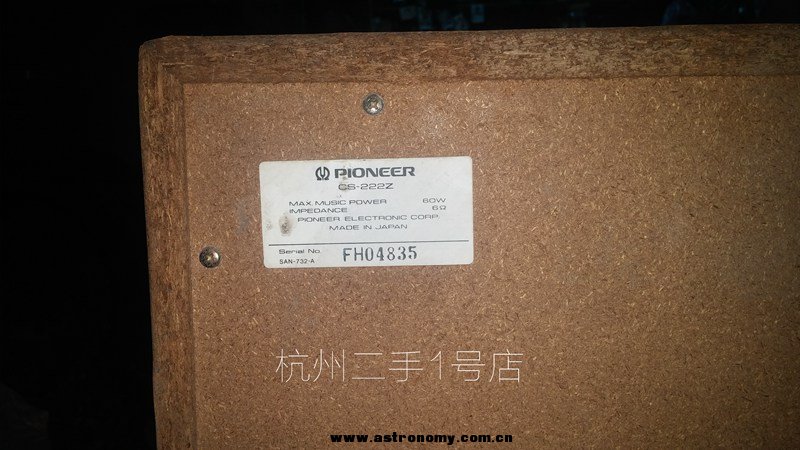 PIONEER
CS-222Z
MAX. MUSIC POWER 60W
IMPEDANCE 6Ω
PIONEER ELECTRONIC CORP.
MADE IN JAPAN
Serial No. FH04835
SAN-732-A
杭州二手1号店
www.astronomy.com.cn